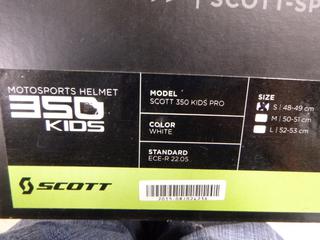 | SCOTT-SP
MOTOSPORTS HELMET
350
KIDS
MODEL
SCOTT 350 KIDS PRO
COLOR
WHITE
STANDARD
ECE-R 22.05
SIZE
S | 48-49 cm
M | 50-51 cm
L | 52-53 cm
SCOTT